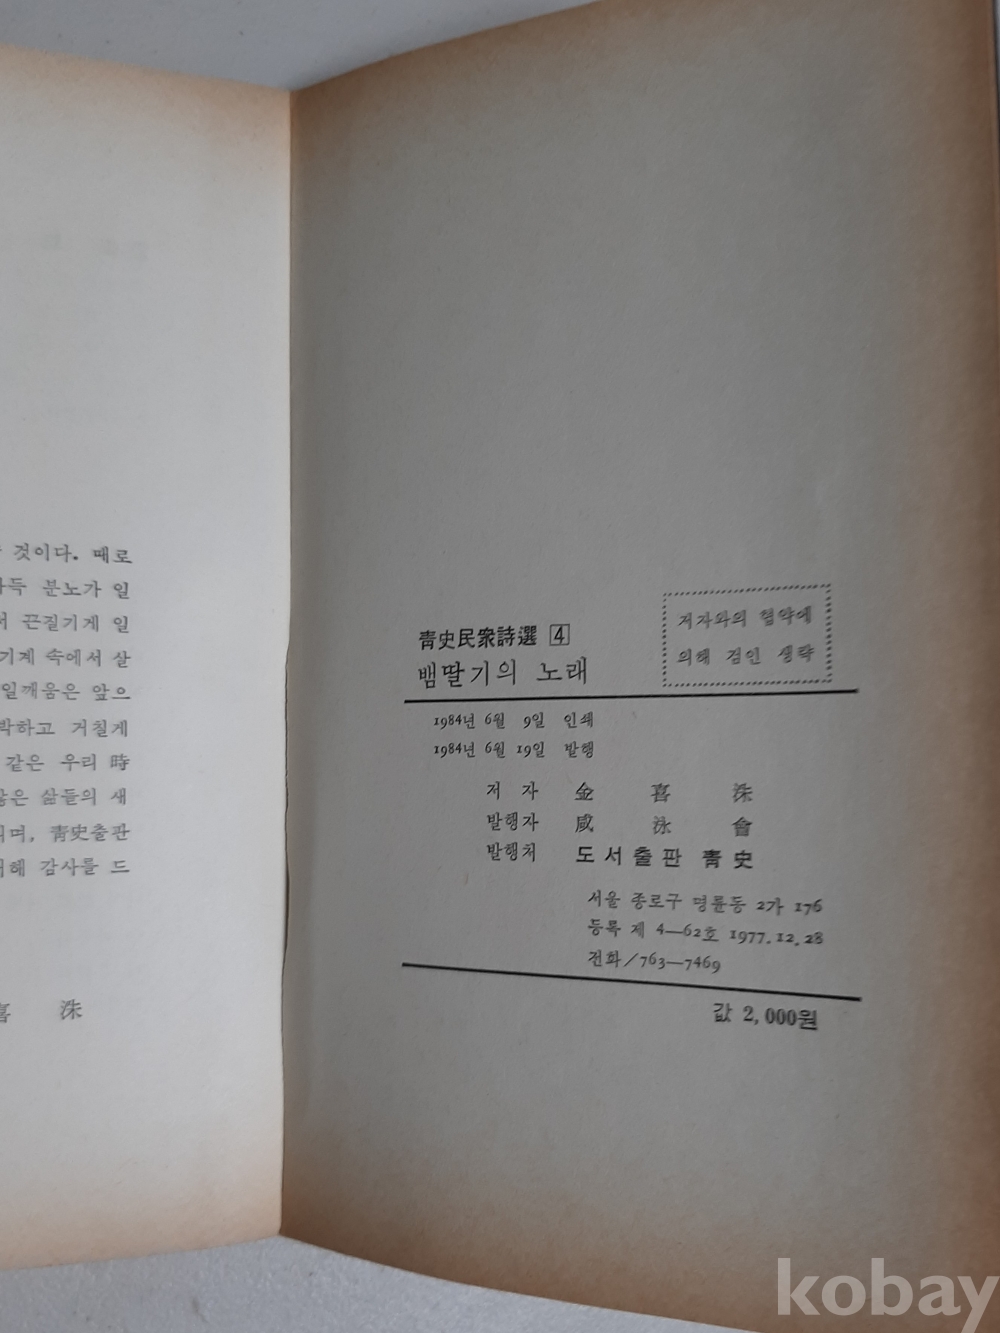 것이다. 때로
득 분노가 일
끈질기게 일
기계 속에서 살
일깨움은 앞으
박하고 거칠게
같은 우리 時
많은 삶들의 새
며, 靑史출판
해 감사를 드
喜 洙
저자와의 협약에
의해 검인 생략
靑史民衆詩選 4
뱀딸기의 노래
1984년 6월 9일 인쇄
1984년 6월 19일 발행
저 자 金 喜 洙
발행자 咸 泳 會
발행처 도서출판 靑史
서울 종로구 명륜동 2가 176
등록 제 4—62호 1977.12.28
전화/763—7469
값 2,000원
kobay